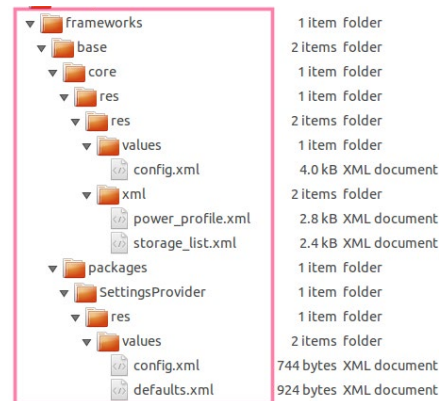 frameworks 1 item folder
base 2 items folder
core 1 item folder
res 1 item folder
res 2 items folder
values 1 item folder
config.xml 4.0 kB XML document
xml 2 items folder
power_profile.xml 2.8 kB XML document
storage_list.xml 2.4 kB XML document
packages 1 item folder
SettingsProvider 1 item folder
res 1 item folder
values 2 items folder
config.xml 744 bytes XML document
defaults.xml 924 bytes XML document